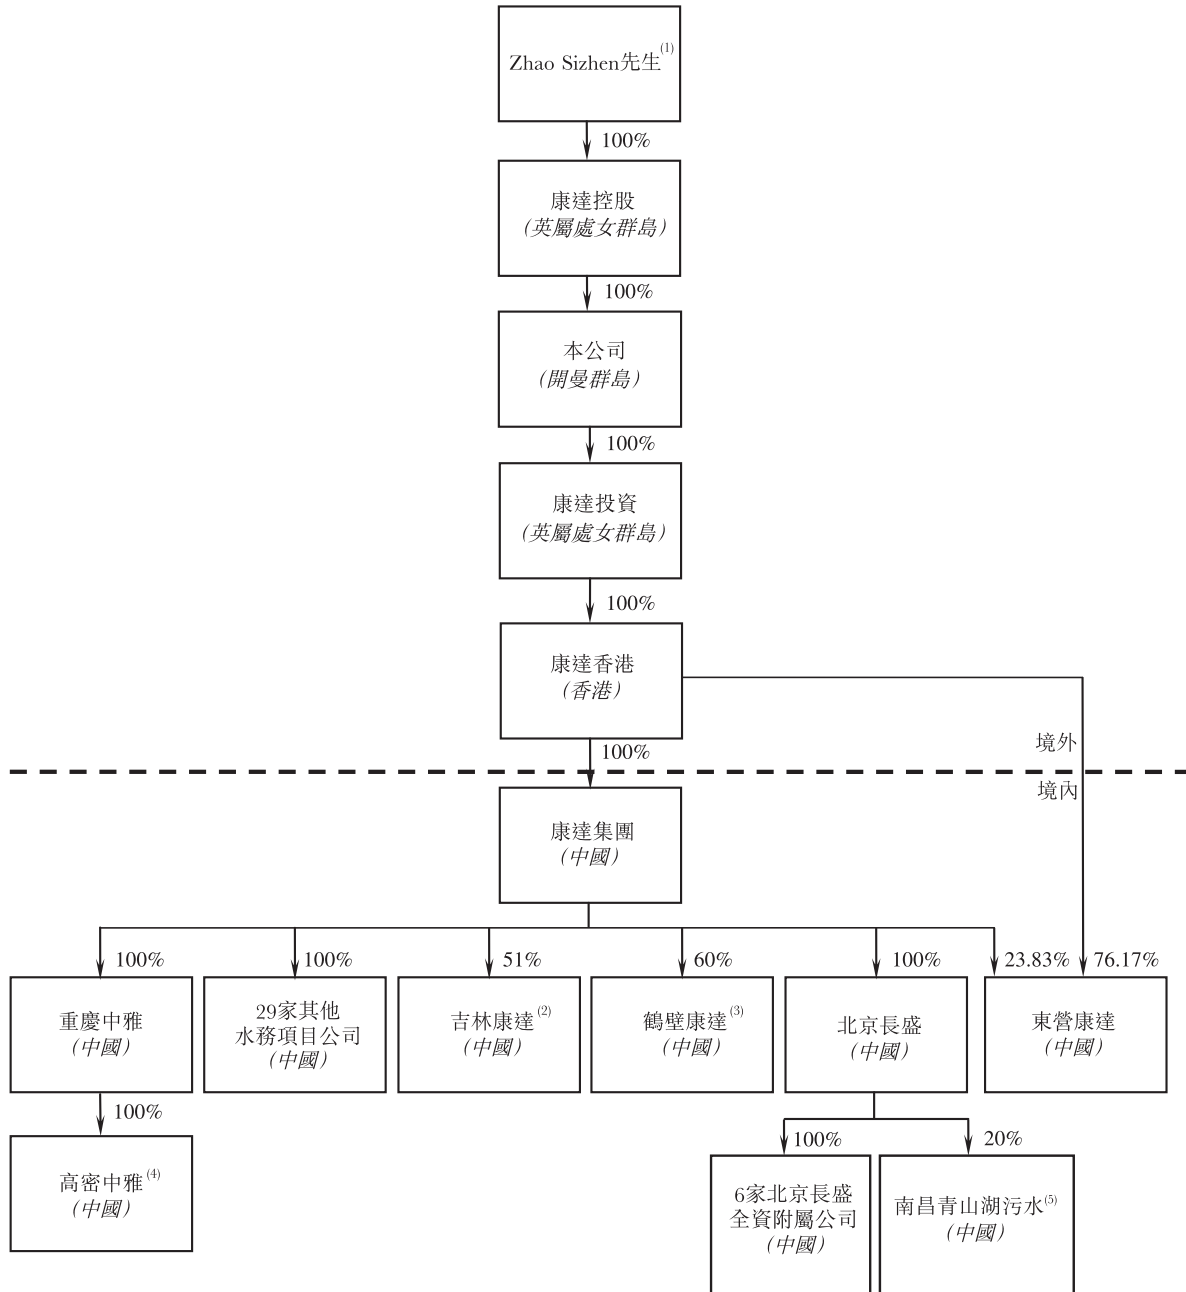 Zhao Sizhen先生(1)
100%
康達控股
(英屬處女群島)
100%
本公司
(開曼群島)
100%
康達投資
(英屬處女群島)
100%
康達香港
(香港)
100%
境外
境內
康達集團
(中國)
100%
100%
51%
60%
100%
23.83%
76.17%
重慶中雅
(中國)
29家其他
水務項目公司
(中國)
吉林康達(2)
(中國)
鶴壁康達(3)
(中國)
北京長盛
(中國)
東營康達
(中國)
100%
100%
20%
高密中雅(4)
(中國)
6家北京長盛
全資附屬公司
(中國)
南昌青山湖污水(5)
(中國)